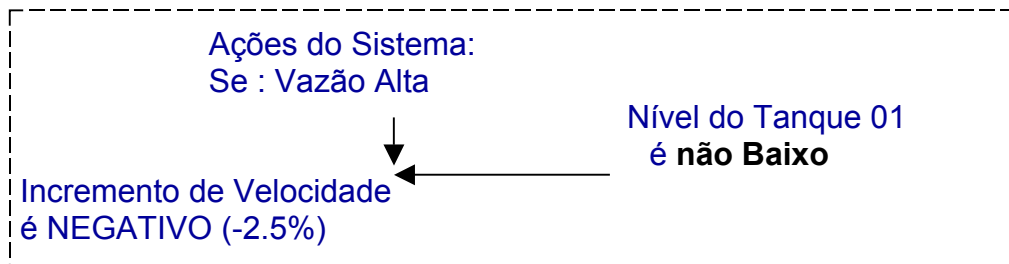 Ações do Sistema:
Se : Vazão Alta
Nível do Tanque 01
é não Baixo
Incremento de Velocidade
é NEGATIVO (-2.5%)